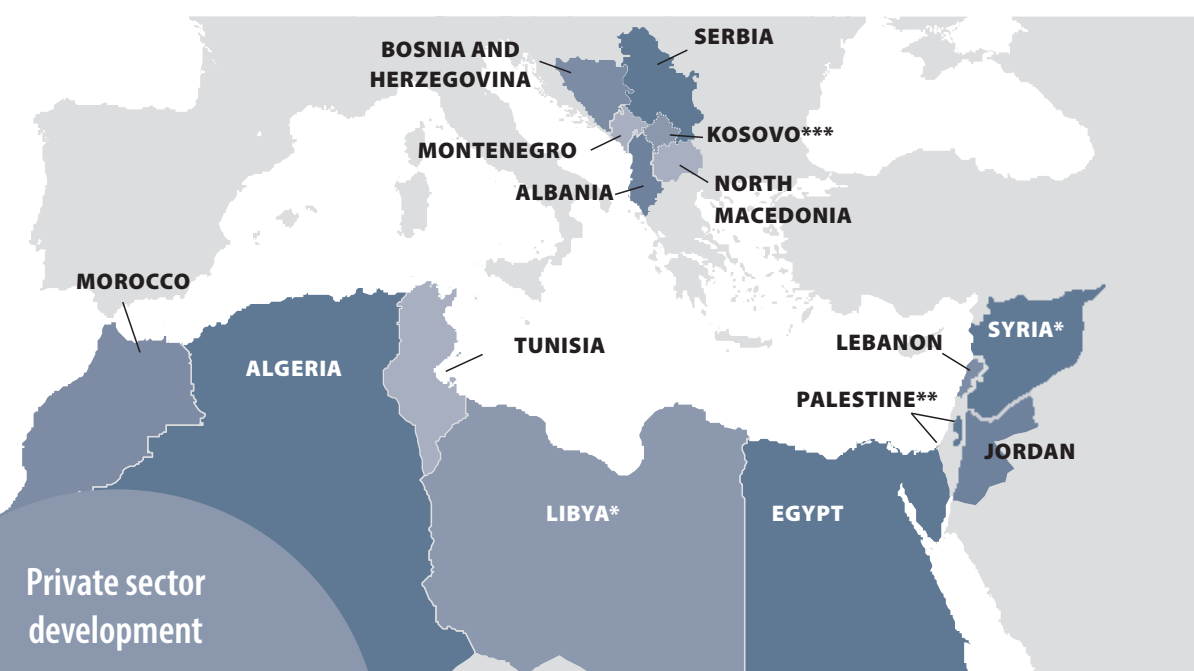 BOSNIA AND
HERZEGOVINA
SERBIA
MONTENEGRO
KOSOVO***
ALBANIA
NORTH
MACEDONIA
MOROCCO
ALGERIA
TUNISIA
LEBANON
SYRIA*
PALESTINE**
JORDAN
LIBYA*
EGYPT
Private sector
development